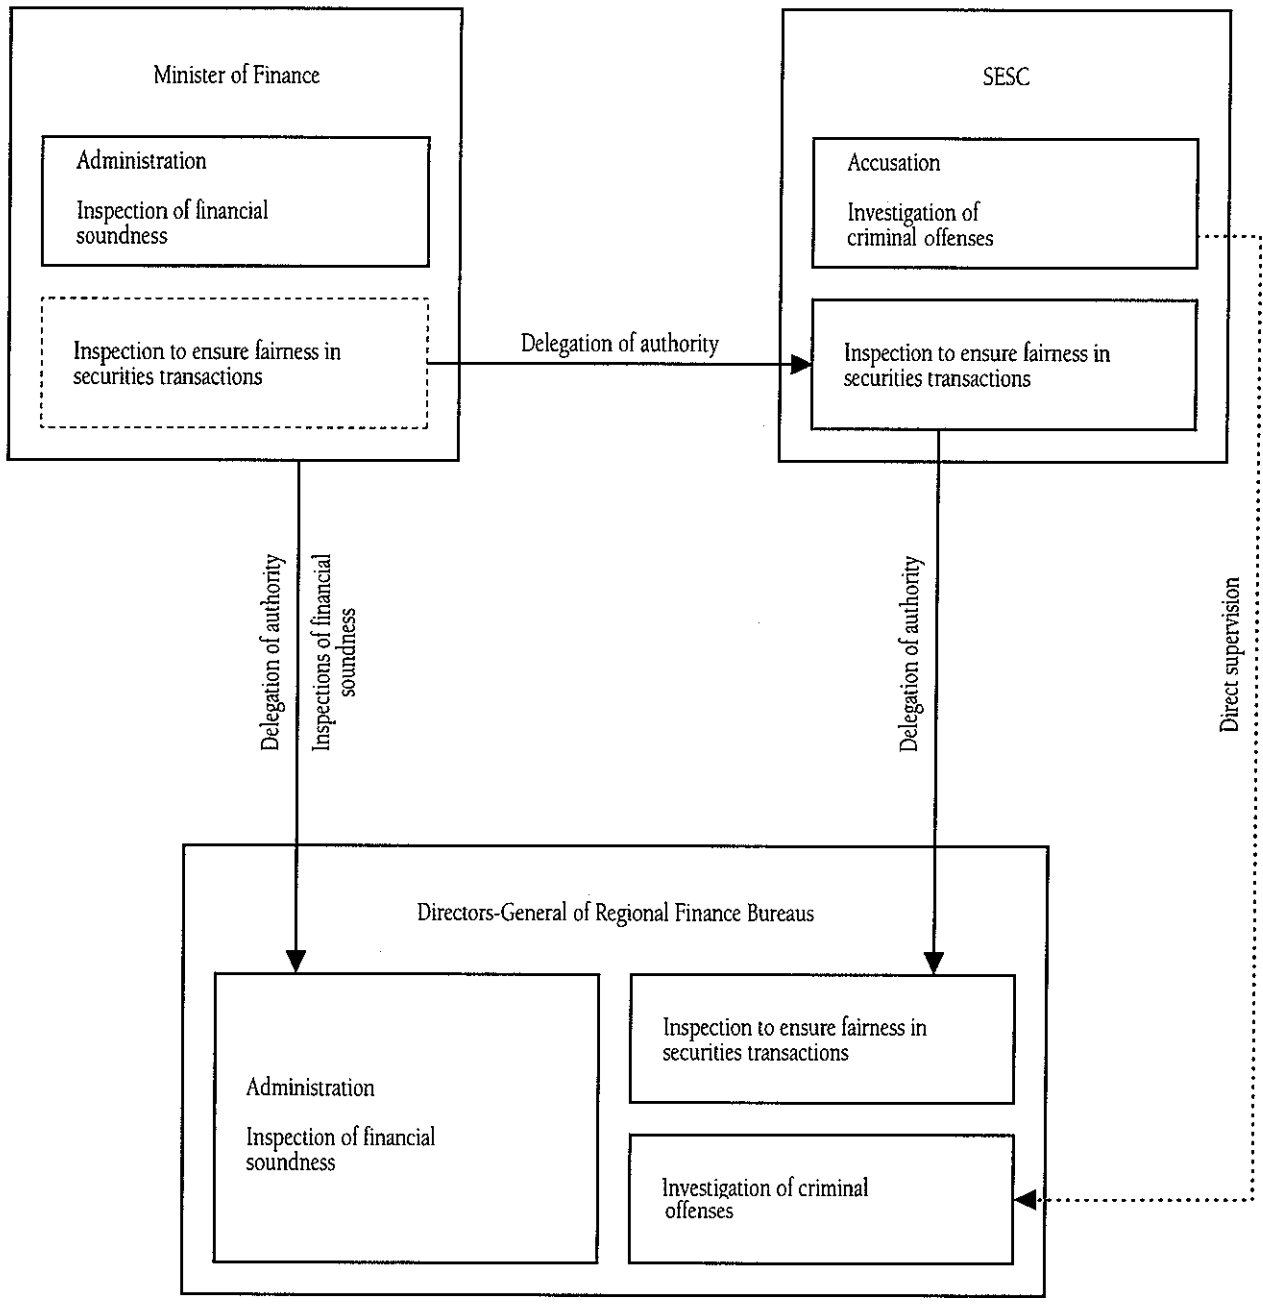 Minister of Finance
Administration
Inspection of financial
soundness
Inspection to ensure fairness in
securities transactions
Delegation of authority
SESC
Accusation
Investigation of
criminal offenses
Inspection to ensure fairness in
securities transactions
Delegation of authority
Inspections of financial
soundness
Delegation of authority
Direct supervision
Directors-General of Regional Finance Bureaus
Administration
Inspection of financial
soundness
Inspection to ensure fairness in
securities transactions
Investigation of criminal
offenses